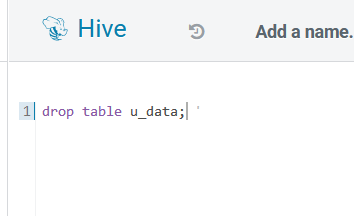 Hive
Add a name.
1 drop table u_data; `